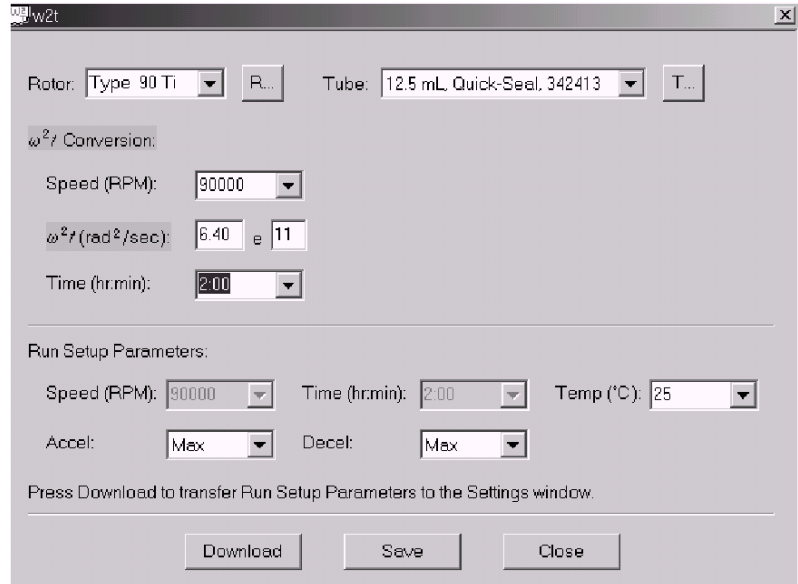 w2t
Rotor: Type 90 Ti R... Tube: 12.5 mL, Quick-Seal, 342413 T...
ω²t Conversion:
Speed (RPM): 90000
ω²t (rad²/sec): 6.40 e 11
Time (hr:min): 2:00
Run Setup Parameters:
Speed (RPM): 90000 Time (hr:min): 2:00 Temp (°C): 25
Accel: Max Decel: Max
Press Download to transfer Run Setup Parameters to the Settings window.
Download Save Close